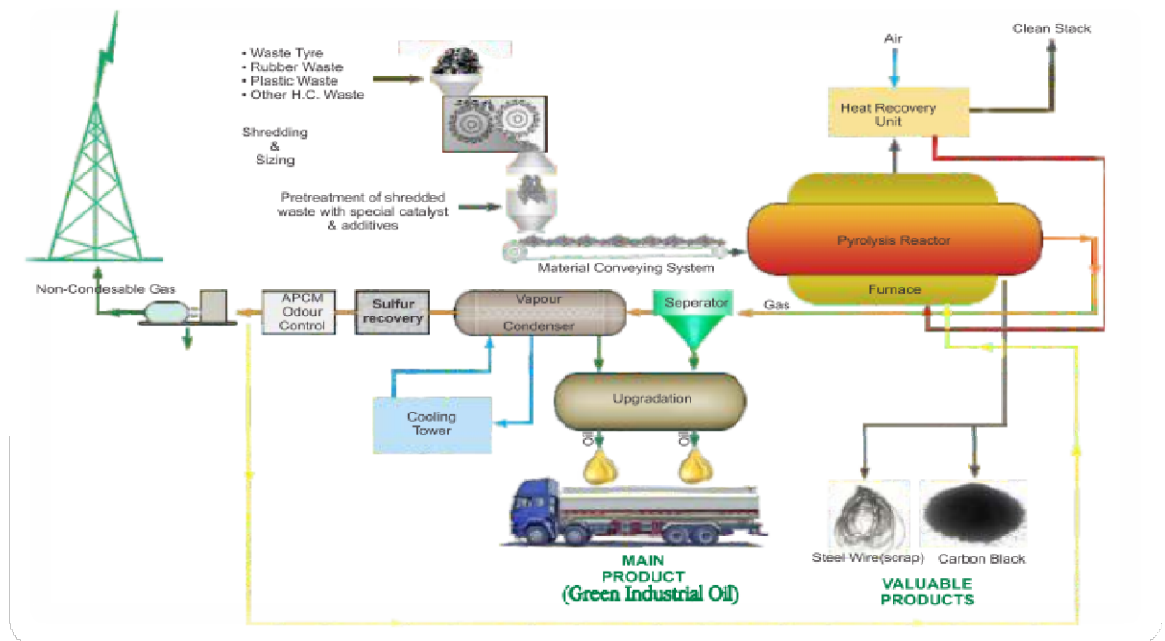 • Waste Tyre
• Rubber Waste
• Plastic Waste
• Other H.C. Waste
Shredding
&
Sizing
Pretreatment of shredded
waste with special catalyst
& additives
Material Conveying System
Air
Clean Stack
Heat Recovery
Unit
Pyrolysis Reactor
Furnace
Non-Condesable Gas
APCM
Odour
Control
Sulfur
recovery
Vapour
Condenser
Seperator
Gas
Cooling
Tower
Upgradation
Oil
Oil
MAIN
PRODUCT
(Green Industrial Oil)
Steel Wire(scrap)
Carbon Black
VALUABLE
PRODUCTS